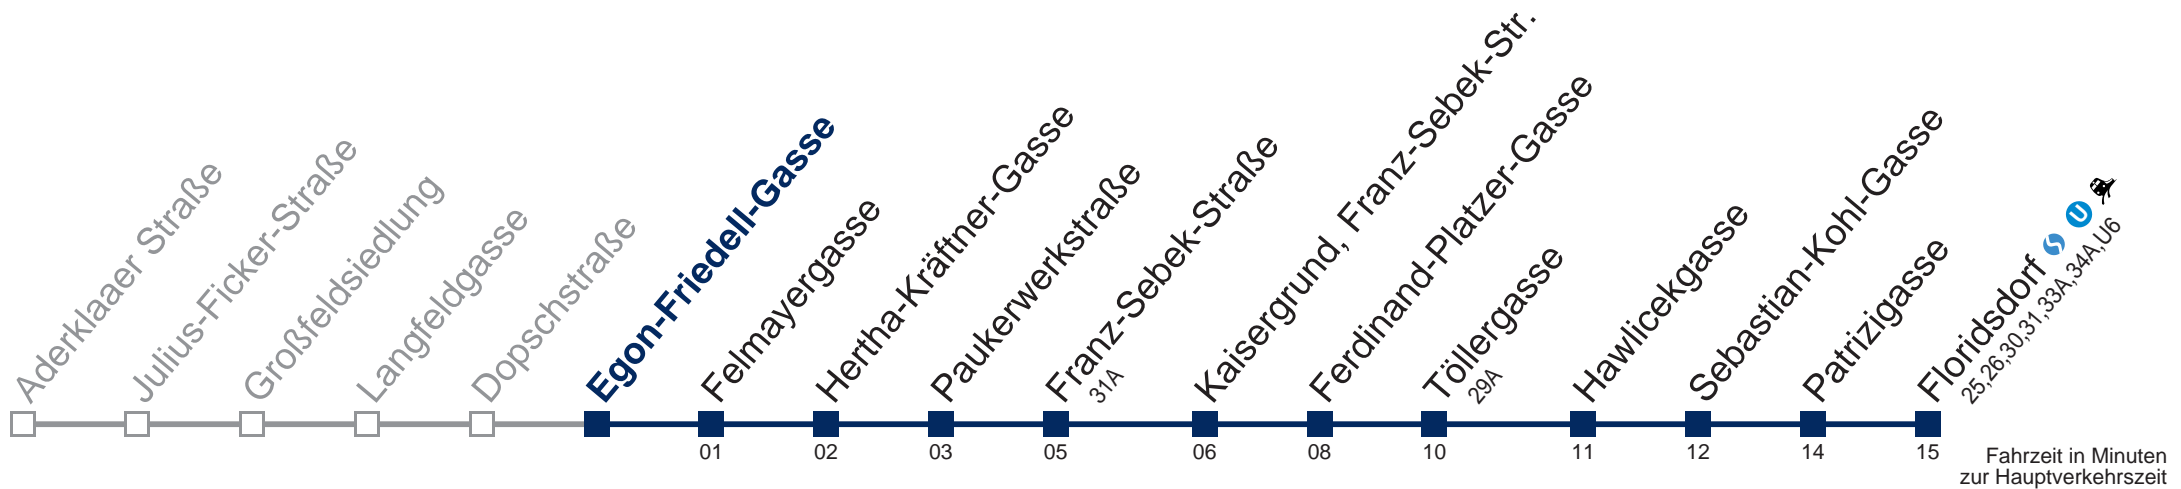 Aderklaaer Straße
Julius-Ficker-Straße
Großfeldsiedlung
Langfeldgasse
Dopschstraße
Egon-Friedell-Gasse
Felmayergasse
Hertha-Kräftner-Gasse
Paukerwerkstraße
Franz-Sebek-Straße
31A
Kaisergrund, Franz-Sebek-Str.
Ferdinand-Platzer-Gasse
Töllergasse
29A
Hawlicekgasse
Sebastian-Kohl-Gasse
Patrizigasse
Floridsdorf S U
25,26,30,31,33A,34A,U6
01 02 03 05 06 08 10 11 12 14 15
Fahrzeit in Minuten
zur Hauptverkehrszeit